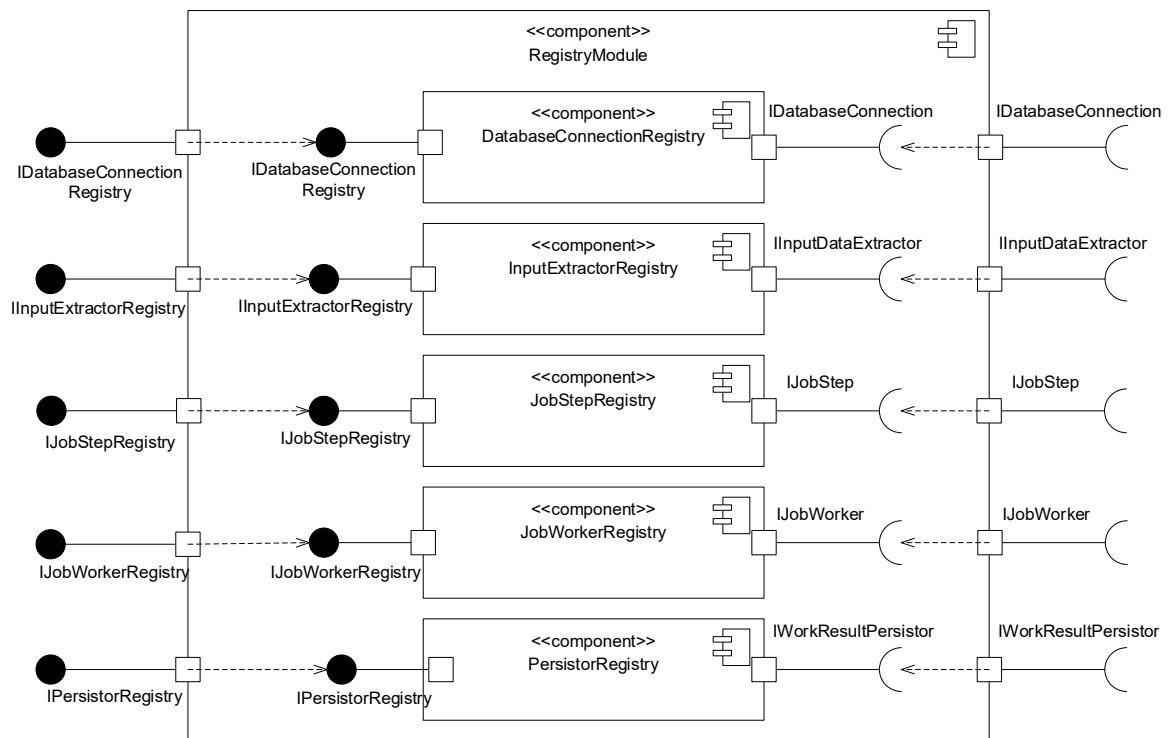 <<component>>
RegistryModule
<<component>>
DatabaseConnectionRegistry
IDatabaseConnection
IDatabaseConnection
IDatabaseConnection
Registry
IDatabaseConnection
Registry
<<component>>
InputExtractorRegistry
IInputDataExtractor
IInputDataExtractor
IInputExtractorRegistry
IInputExtractorRegistry
<<component>>
JobStepRegistry
IJobStep
IJobStep
IJobStepRegistry
IJobStepRegistry
<<component>>
JobWorkerRegistry
IJobWorker
IJobWorker
IJobWorkerRegistry
IJobWorkerRegistry
<<component>>
PersistorRegistry
IWorkResultPersistor
IWorkResultPersistor
IPersistorRegistry
IPersistorRegistry